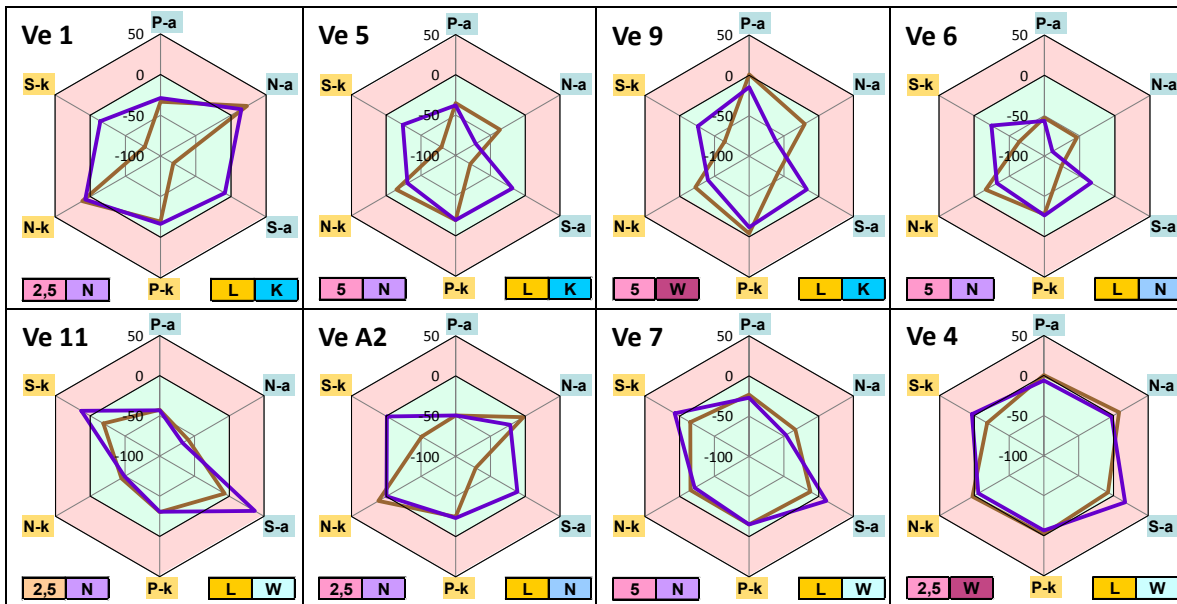 Ve 1
P-a
50
0
-50
-100
S-k
N-a
N-k
S-a
P-k
2,5 N
L K
Ve 5
P-a
50
0
-50
-100
S-k
N-a
N-k
S-a
P-k
5 N
L K
Ve 9
P-a
50
0
-50
-100
S-k
N-a
N-k
S-a
P-k
5 W
L K
Ve 6
P-a
50
0
-50
-100
S-k
N-a
N-k
S-a
P-k
5 N
L N
Ve 11
P-a
50
0
-50
-100
S-k
N-a
N-k
S-a
P-k
2,5 N
L W
Ve A2
P-a
50
0
-50
-100
S-k
N-a
N-k
S-a
P-k
2,5 N
L N
Ve 7
P-a
50
0
-50
-100
S-k
N-a
N-k
S-a
P-k
5 N
L W
Ve 4
P-a
50
0
-50
-100
S-k
N-a
N-k
S-a
P-k
2,5 W
L W